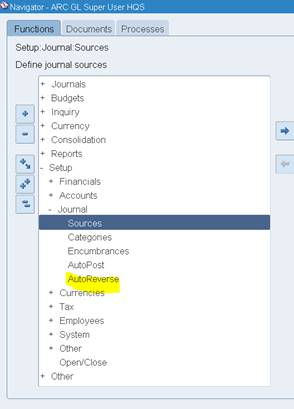 Navigator - ARC GL Super User HQS
Functions Documents Processes
Setup:Journal:Sources
Define journal sources
+ Journals
+ Budgets
+ Inquiry
+ Currency
+ Consolidation
+ Reports
- Setup
+ Financials
+ Accounts
- Journal
Sources
Categories
Encumbrances
AutoPost
AutoReverse
+ Currencies
+ Tax
+ Employees
+ System
+ Other
Open/Close
+ Other